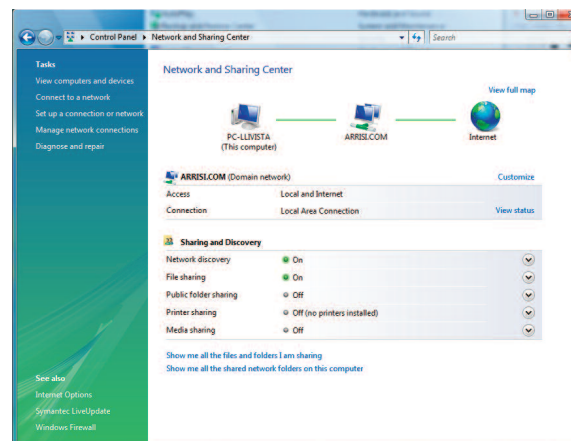 Control Panel ▸ Network and Sharing Center
Search
Tasks
View computers and devices
Connect to a network
Set up a connection or network
Manage network connections
Diagnose and repair
See also
Internet Options
Symantec LiveUpdate
Windows Firewall
Network and Sharing Center
View full map
PC-LLIVISTA
(This computer)
ARRISI.COM
Internet
ARRISI.COM (Domain network)
Customize
Access Local and Internet
Connection Local Area Connection View status
Sharing and Discovery
Network discovery On
File sharing On
Public folder sharing Off
Printer sharing Off (no printers installed)
Media sharing Off
Show me all the files and folders I am sharing
Show me all the shared network folders on this computer